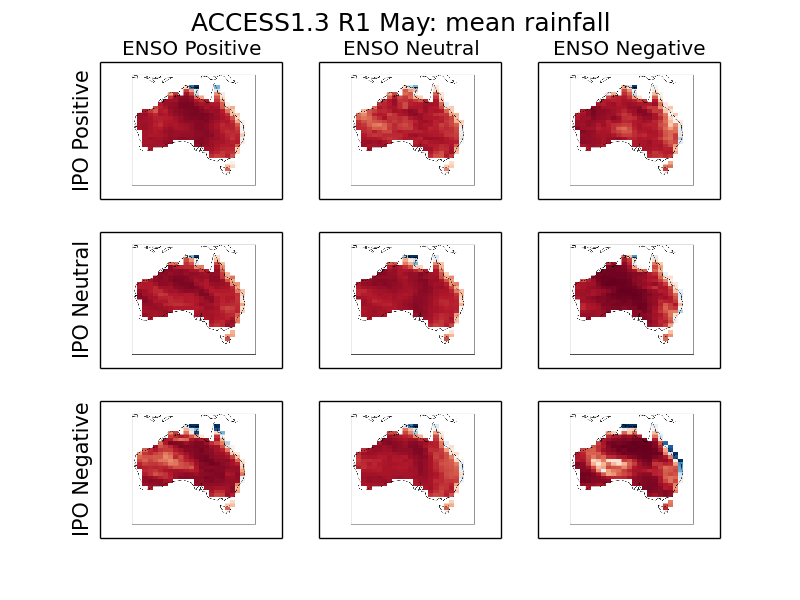 ACCESS1.3 R1 May: mean rainfall
ENSO Positive
ENSO Neutral
ENSO Negative
IPO Positive
IPO Neutral
IPO Negative